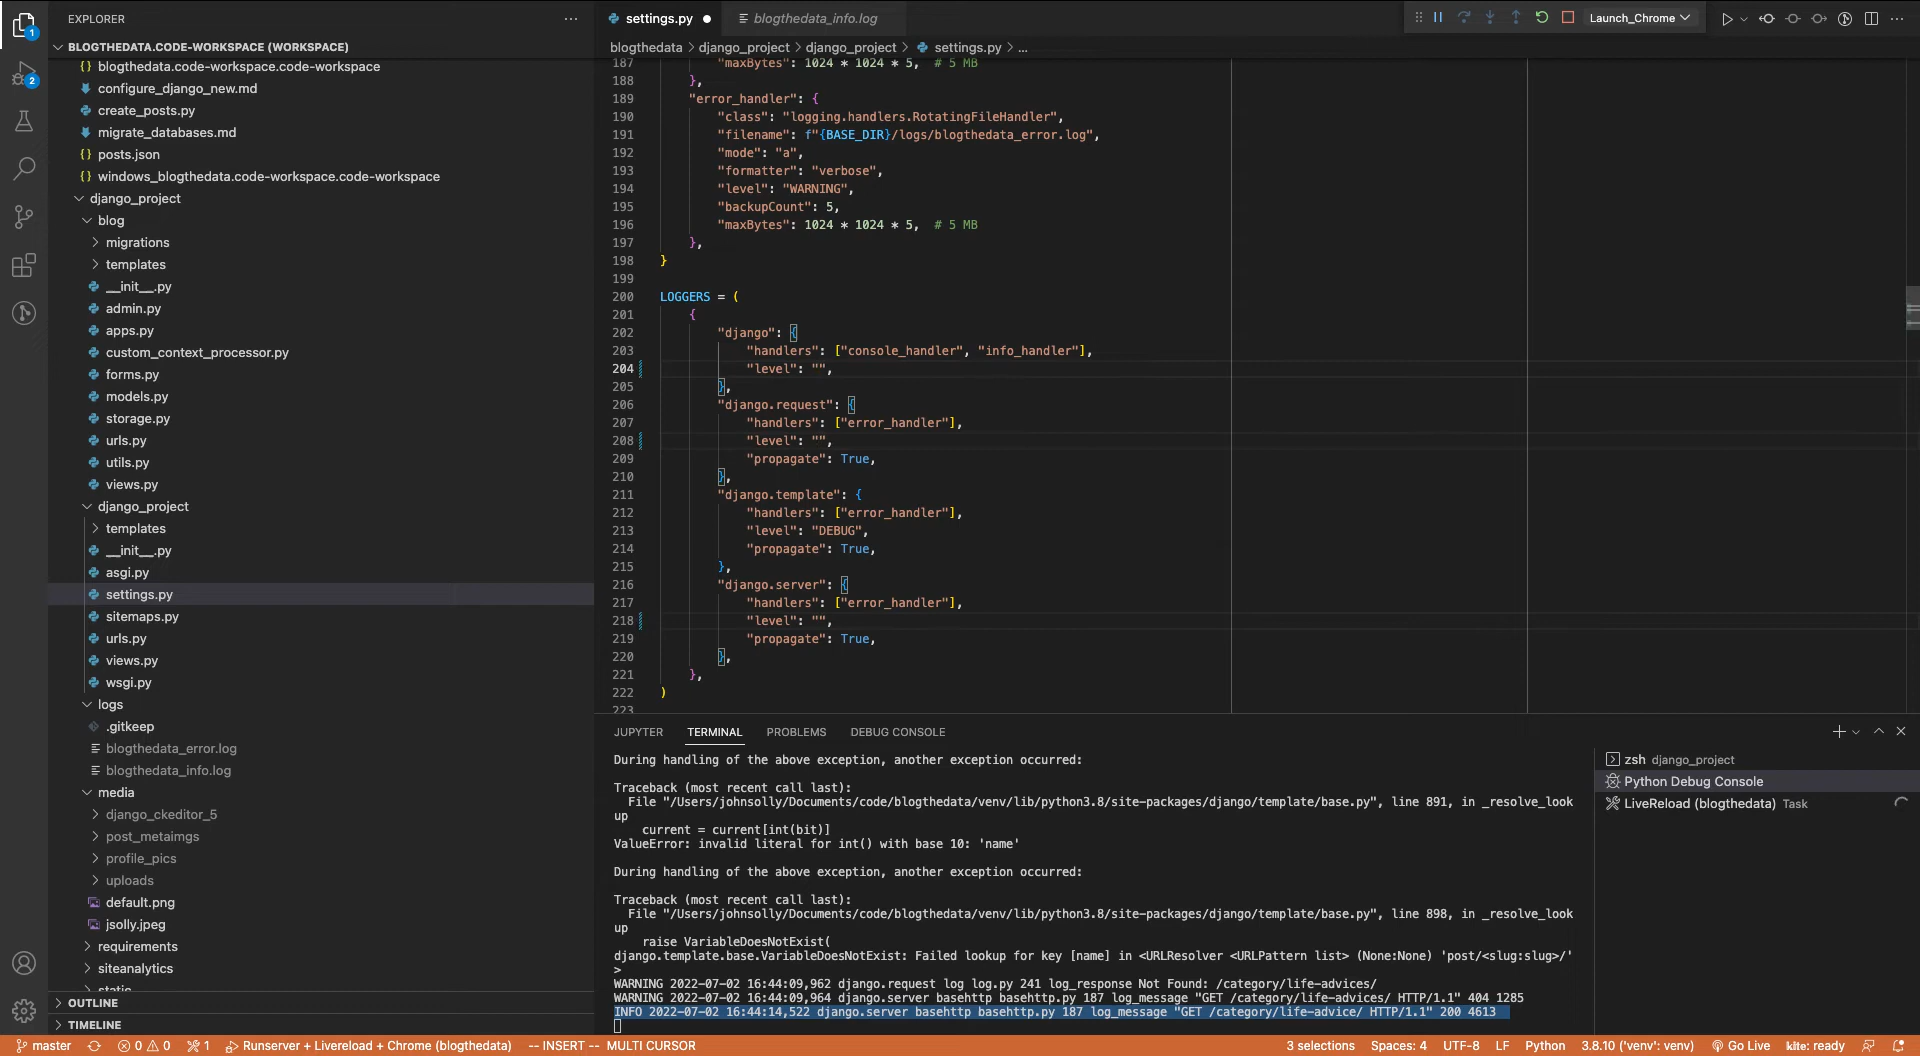 EXPLORER
BLOGTHEDATA.CODE-WORKSPACE (WORKSPACE)
blogthedata.code-workspace.code-workspace
configure_django_new.md
create_posts.py
migrate_databases.md
posts.json
windows_blogthedata.code-workspace.code-workspace
django_project
blog
migrations
templates
__init__.py
admin.py
apps.py
custom_context_processor.py
forms.py
models.py
storage.py
urls.py
utils.py
views.py
django_project
templates
__init__.py
asgi.py
settings.py
sitemaps.py
urls.py
views.py
wsgi.py
logs
.gitkeep
blogthedata_error.log
blogthedata_info.log
media
django_ckeditor_5
post_metaimgs
profile_pics
uploads
default.png
jsolly.jpeg
requirements
siteanalytics
static
OUTLINE
TIMELINE
1
2
settings.py
blogthedata_info.log
Launch_Chrome
blogthedata > django_project > django_project > settings.py > ...
187 "maxBytes": 1024 * 1024 * 5, # 5 MB
188 },
189 "error_handler": {
190 "class": "logging.handlers.RotatingFileHandler",
191 "filename": f"{BASE_DIR}/logs/blogthedata_error.log",
192 "mode": "a",
193 "formatter": "verbose",
194 "level": "WARNING",
195 "backupCount": 5,
196 "maxBytes": 1024 * 1024 * 5, # 5 MB
197 },
198 }
199
200 LOGGERS = (
201 {
202 "django": {
203 "handlers": ["console_handler", "info_handler"],
204 "level": "",
205 },
206 "django.request": {
207 "handlers": ["error_handler"],
208 "level": "",
209 "propagate": True,
210 },
211 "django.template": {
212 "handlers": ["error_handler"],
213 "level": "DEBUG",
214 "propagate": True,
215 },
216 "django.server": {
217 "handlers": ["error_handler"],
218 "level": "",
219 "propagate": True,
220 },
221 },
222 )
223
JUPYTER TERMINAL PROBLEMS DEBUG CONSOLE
During handling of the above exception, another exception occurred:
Traceback (most recent call last):
File "/Users/johnsolly/Documents/code/blogthedata/venv/lib/python3.8/site-packages/django/template/base.py", line 891, in _resolve_look
up
current = current[int(bit)]
ValueError: invalid literal for int() with base 10: 'name'
During handling of the above exception, another exception occurred:
Traceback (most recent call last):
File "/Users/johnsolly/Documents/code/blogthedata/venv/lib/python3.8/site-packages/django/template/base.py", line 898, in _resolve_look
up
raise VariableDoesNotExist(
django.template.base.VariableDoesNotExist: Failed lookup for key [name] in <URLResolver <URLPattern list> (None:None) 'post/<slug:slug>/'
>
WARNING 2022-07-02 16:44:09,962 django.request log log.py 241 log_response Not Found: /category/life-advices/
WARNING 2022-07-02 16:44:09,964 django.server basehttp basehttp.py 187 log_message "GET /category/life-advices/ HTTP/1.1" 404 1285
INFO 2022-07-02 16:44:14,522 django.server basehttp basehttp.py 187 log_message "GET /category/life-advice/ HTTP/1.1" 200 4613
zsh django_project
Python Debug Console
LiveReload (blogthedata) Task
master 0 0 1 Runserver + Livereload + Chrome (blogthedata) -- INSERT -- MULTI CURSOR 3 selections Spaces: 4 UTF-8 LF Python 3.8.10 ('venv': venv) Go Live kite: ready